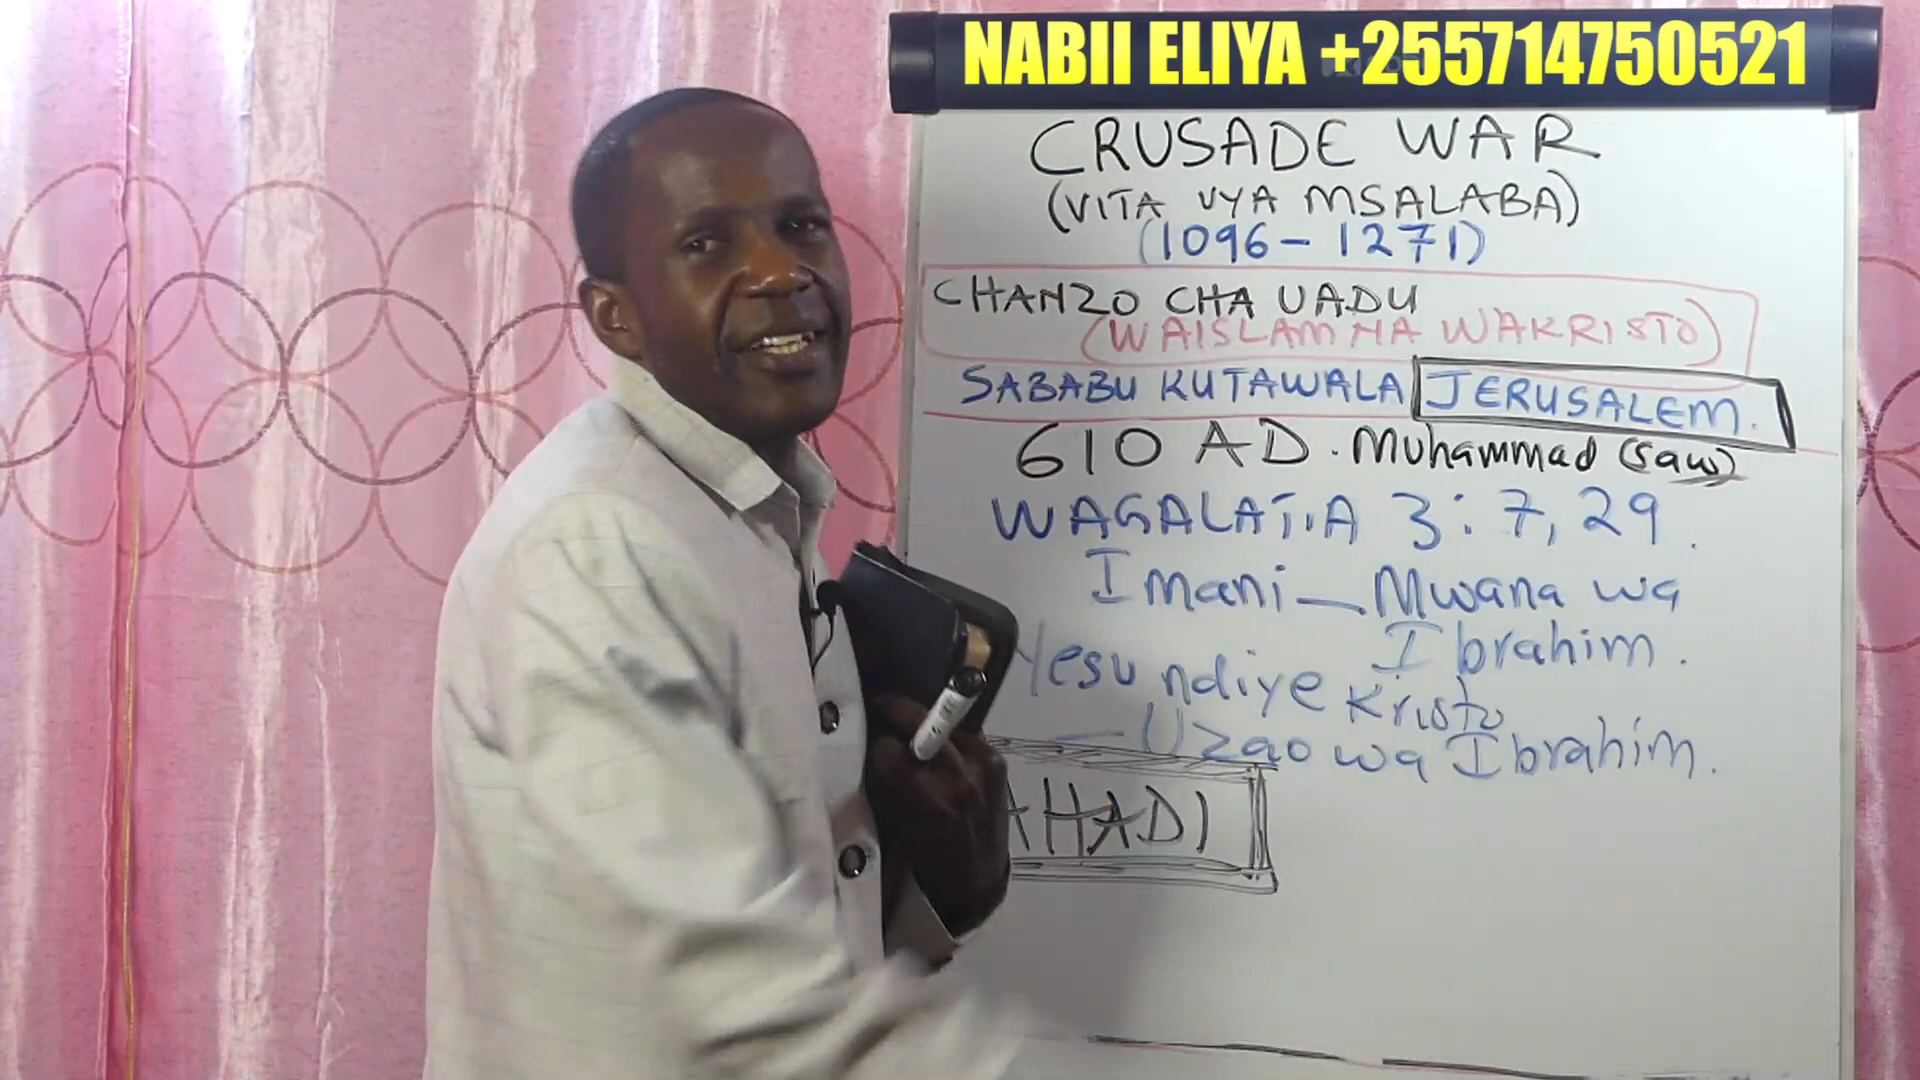 NABII ELIYA +255714750521
CRUSADE WAR
(VITA VYA MSALABA)
(1096-1271)
CHANZO CHA UADU
(WAISLAM NA WAKRISTO)
SABABU KUTAWALA JERUSALEM.
610 AD. Muhammad (saw)
WAGALATIA 3: 7, 29.
Imani — Mwana wa
Ibrahim.
Yesu ndiye Kristo
— Uzao wa Ibrahim.
AHADI